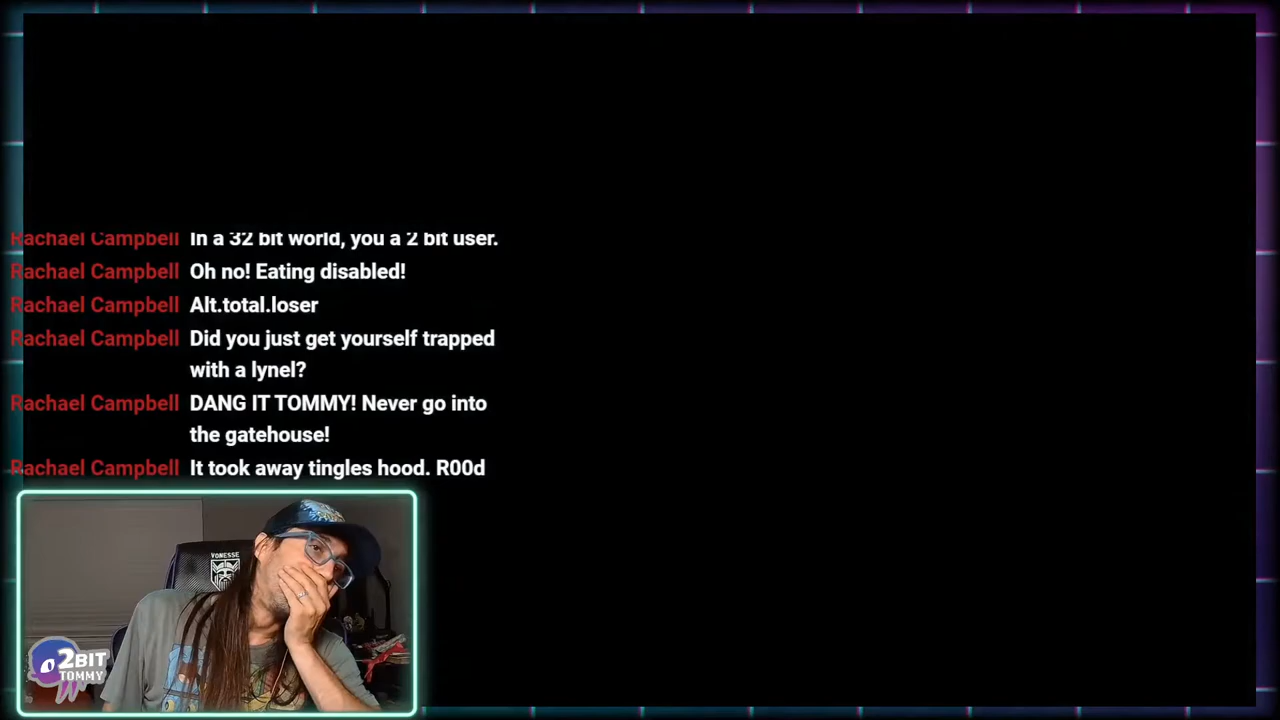 Rachael Campbell In a 32 bit world, you a 2 bit user.
Rachael Campbell Oh no! Eating disabled!
Rachael Campbell Alt.total.loser
Rachael Campbell Did you just get yourself trapped
with a lynel?
Rachael Campbell DANG IT TOMMY! Never go into
the gatehouse!
Rachael Campbell It took away tingles hood. R00d
VONESSE
2BIT
TOMMY